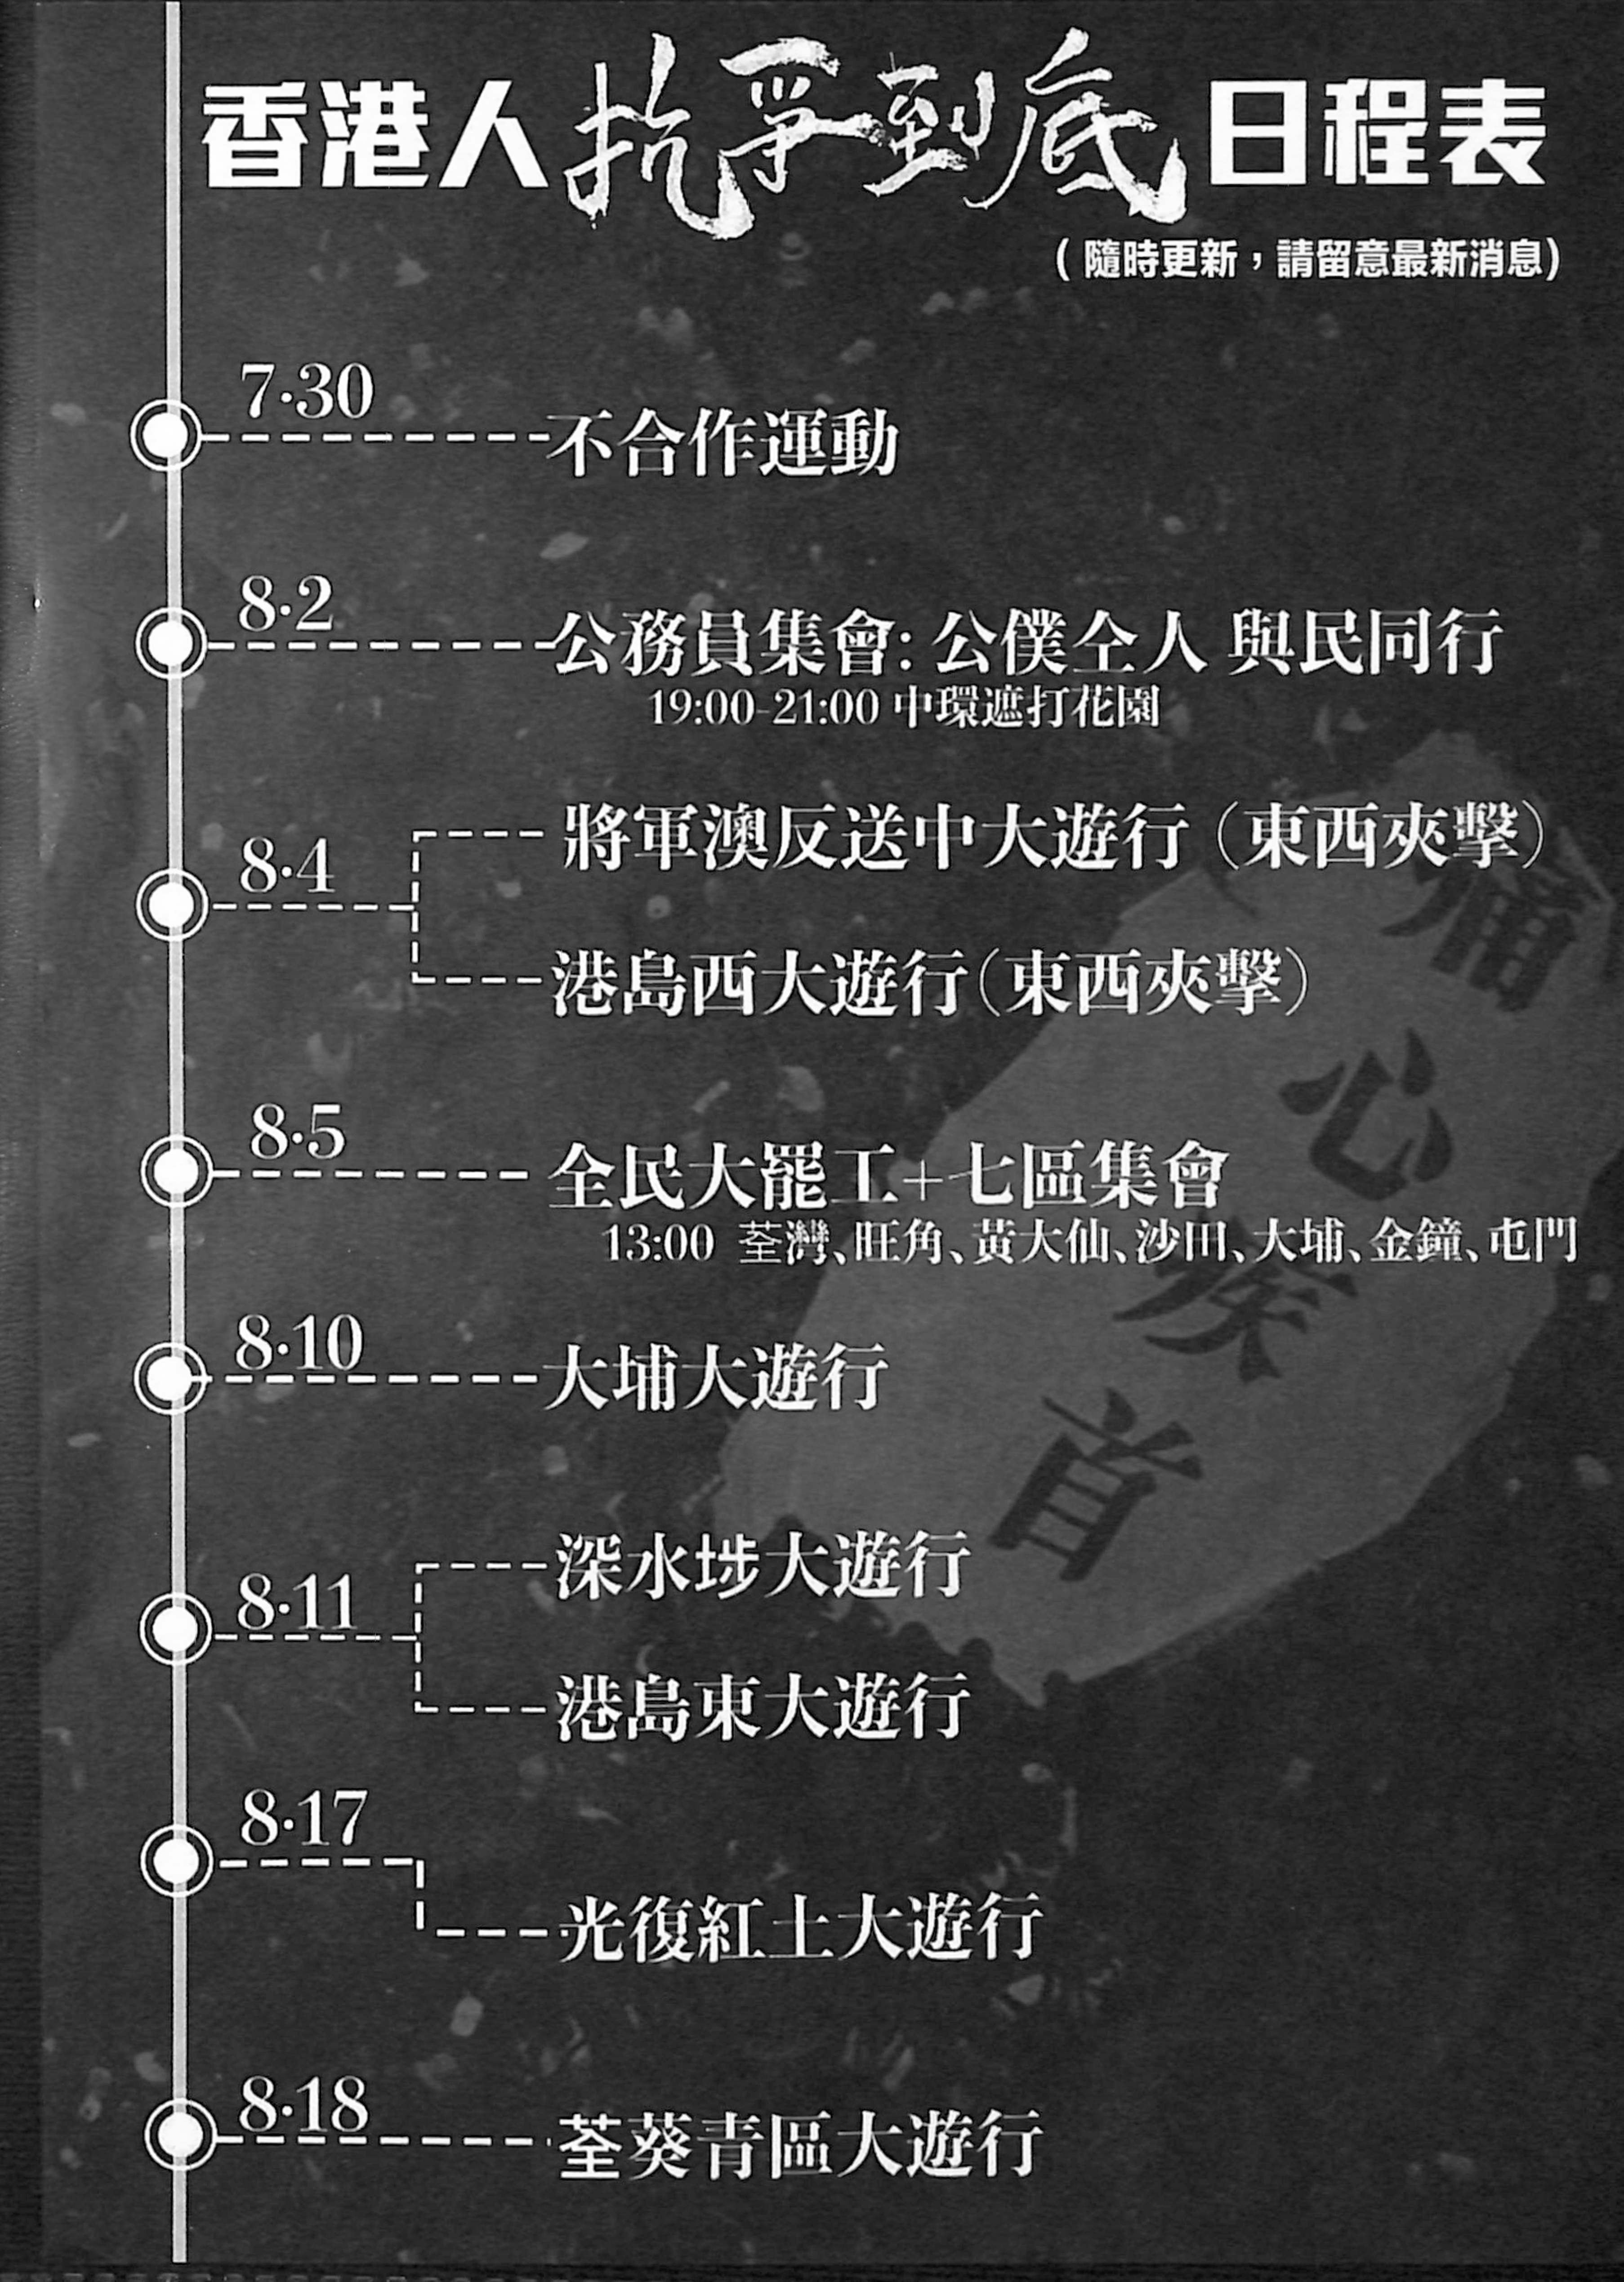 香港人抗爭到底日程表
( 隨時更新，請留意最新消息)
7·30
不合作運動
8·2
公務員集會: 公僕仝人 與民同行
19:00-21:00 中環遮打花園
8·4
將軍澳反送中大遊行（東西夾擊）
港島西大遊行（東西夾擊）
8·5
全民大罷工+七區集會
13:00 荃灣、旺角、黃大仙、沙田、大埔、金鐘、屯門
8·10
大埔大遊行
8·11
深水埗大遊行
港島東大遊行
8·17
光復紅土大遊行
8·18
荃葵青區大遊行
痛
心
疾
首